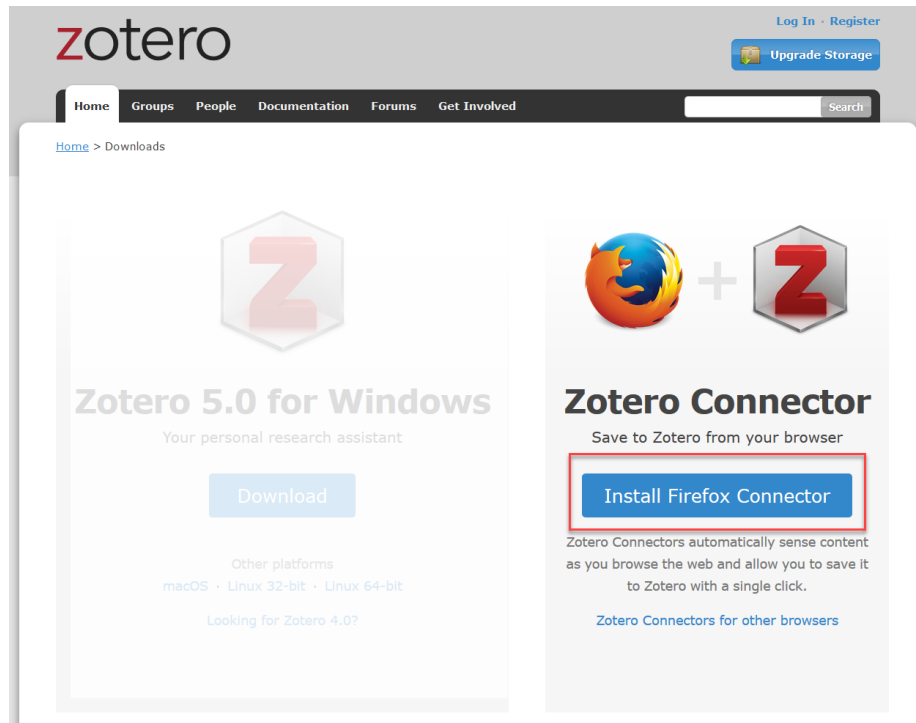 zotero
Log In · Register
Upgrade Storage
Home Groups People Documentation Forums Get Involved
Search
Home > Downloads
Z
Zotero 5.0 for Windows
Your personal research assistant
Download
Other platforms
macOS · Linux 32-bit · Linux 64-bit
Looking for Zotero 4.0?
+ Z
Zotero Connector
Save to Zotero from your browser
Install Firefox Connector
Zotero Connectors automatically sense content
as you browse the web and allow you to save it
to Zotero with a single click.
Zotero Connectors for other browsers